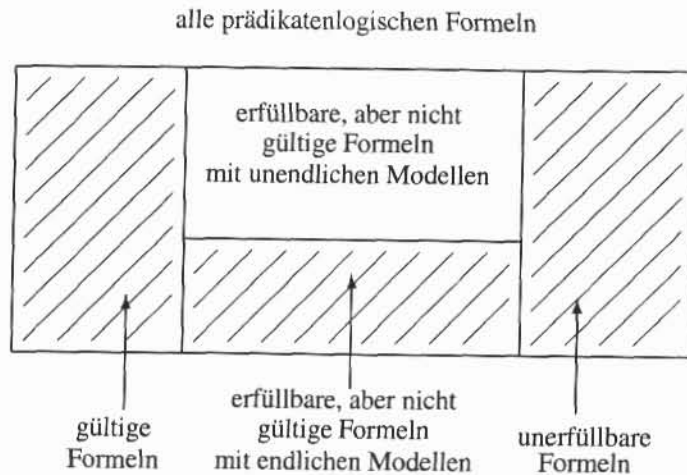 alle prädikatenlogischen Formeln
erfüllbare, aber nicht
gültige Formeln
mit unendlichen Modellen
gültige
Formeln
erfüllbare, aber nicht
gültige Formeln
mit endlichen Modellen
unerfüllbare
Formeln